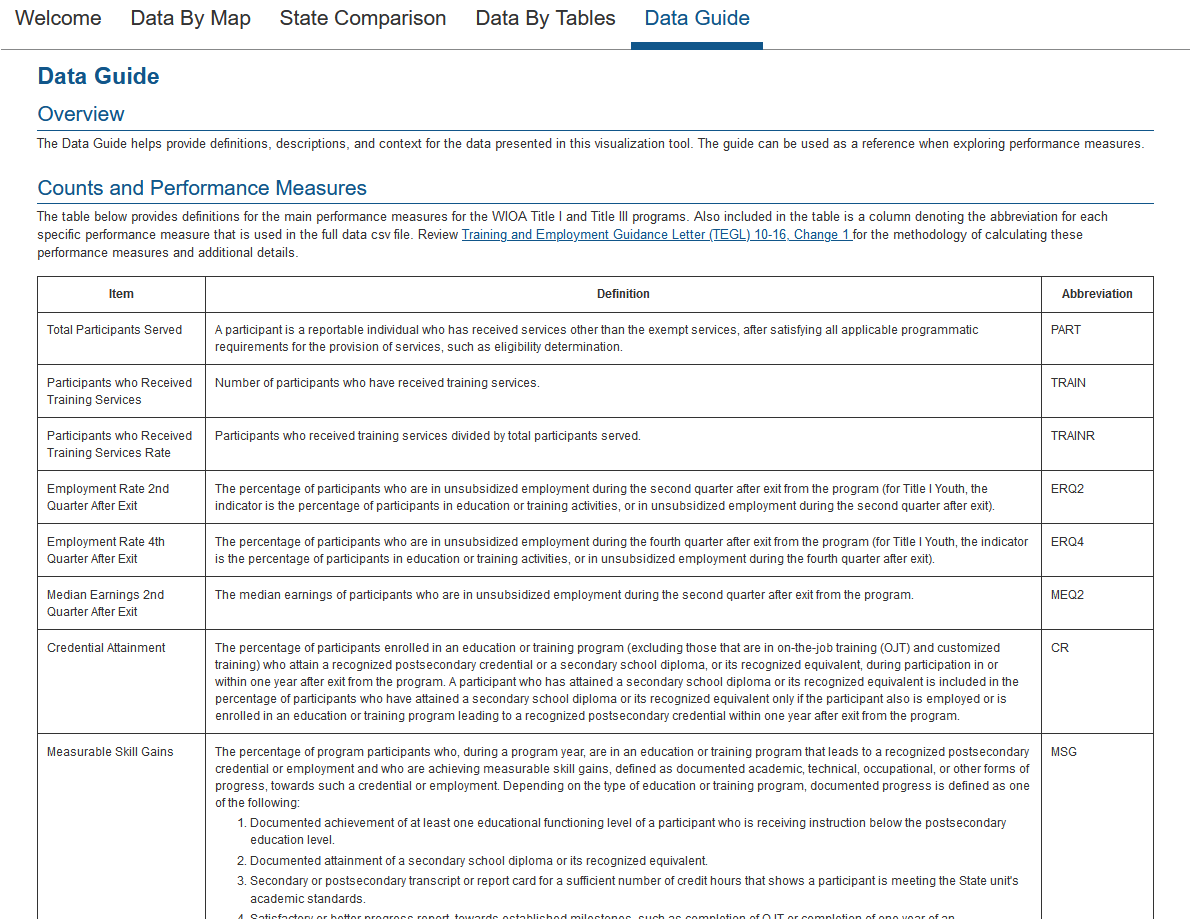 Welcome Data By Map State Comparison Data By Tables Data Guide
Data Guide
Overview
The Data Guide helps provide definitions, descriptions, and context for the data presented in this visualization tool. The guide can be used as a reference when exploring performance measures.
Counts and Performance Measures
The table below provides definitions for the main performance measures for the WIOA Title I and Title III programs. Also included in the table is a column denoting the abbreviation for each
specific performance measure that is used in the full data csv file. Review Training and Employment Guidance Letter (TEGL) 10-16, Change 1 for the methodology of calculating these
performance measures and additional details.
Item Definition Abbreviation
Total Participants Served
A participant is a reportable individual who has received services other than the exempt services, after satisfying all applicable programmatic
requirements for the provision of services, such as eligibility determination.
PART
Participants who Received
Training Services
Number of participants who have received training services.
TRAIN
Participants who Received
Training Services Rate
Participants who received training services divided by total participants served.
TRAINR
Employment Rate 2nd
Quarter After Exit
The percentage of participants who are in unsubsidized employment during the second quarter after exit from the program (for Title I Youth, the
indicator is the percentage of participants in education or training activities, or in unsubsidized employment during the second quarter after exit).
ERQ2
Employment Rate 4th
Quarter After Exit
The percentage of participants who are in unsubsidized employment during the fourth quarter after exit from the program (for Title I Youth, the indicator
is the percentage of participants in education or training activities, or in unsubsidized employment during the fourth quarter after exit).
ERQ4
Median Earnings 2nd
Quarter After Exit
The median earnings of participants who are in unsubsidized employment during the second quarter after exit from the program.
MEQ2
Credential Attainment
The percentage of participants enrolled in an education or training program (excluding those that are in on-the-job training (OJT) and customized
training) who attain a recognized postsecondary credential or a secondary school diploma, or its recognized equivalent, during participation in or
within one year after exit from the program. A participant who has attained a secondary school diploma or its recognized equivalent is included in the
percentage of participants who have attained a secondary school diploma or its recognized equivalent only if the participant also is employed or is
enrolled in an education or training program leading to a recognized postsecondary credential within one year after exit from the program.
CR
Measurable Skill Gains
The percentage of program participants who, during a program year, are in an education or training program that leads to a recognized postsecondary
credential or employment and who are achieving measurable skill gains, defined as documented academic, technical, occupational, or other forms of
progress, towards such a credential or employment. Depending on the type of education or training program, documented progress is defined as one
of the following:
1. Documented achievement of at least one educational functioning level of a participant who is receiving instruction below the postsecondary
education level.
2. Documented attainment of a secondary school diploma or its recognized equivalent.
3. Secondary or postsecondary transcript or report card for a sufficient number of credit hours that shows a participant is meeting the State unit's
academic standards.
4. Satisfactory or better progress report, towards established milestones, such as completion of OJT or completion of one year of an
MSG